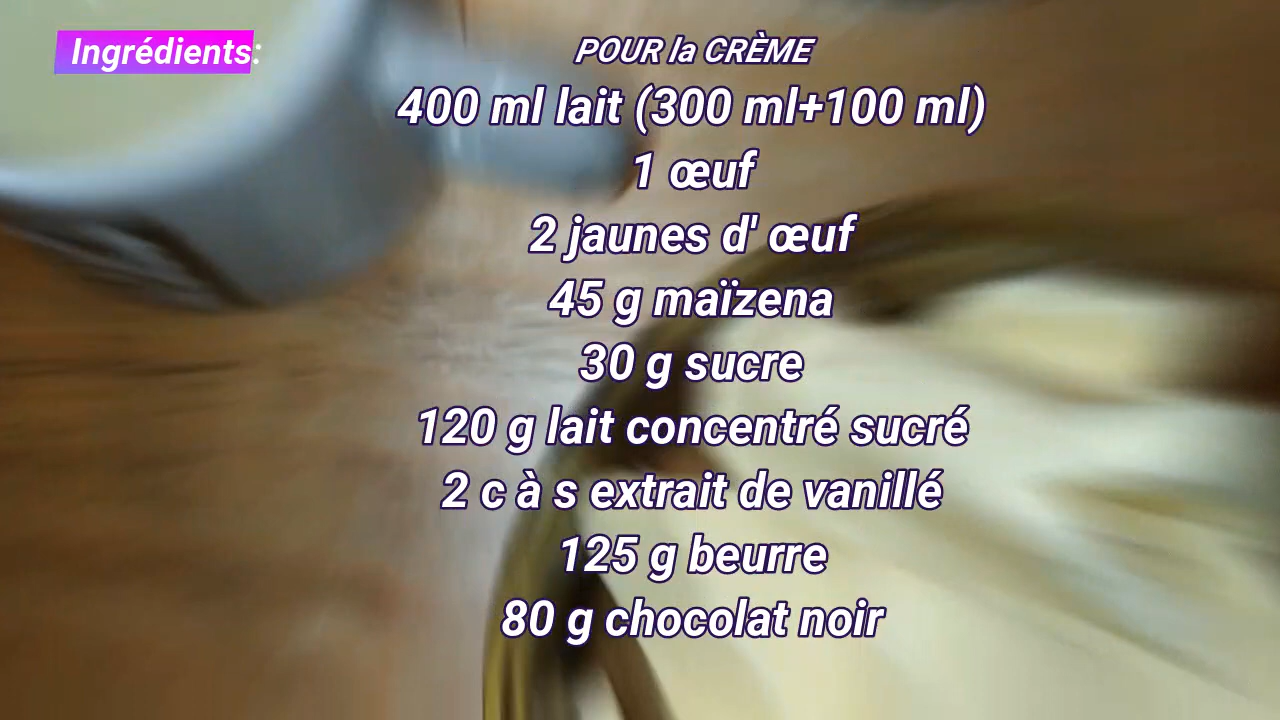 Ingrédients:
POUR la CRÈME
400 ml lait (300 ml+100 ml)
1 œuf
2 jaunes d' œuf
45 g maïzena
30 g sucre
120 g lait concentré sucré
2 c à s extrait de vanillé
125 g beurre
80 g chocolat noir